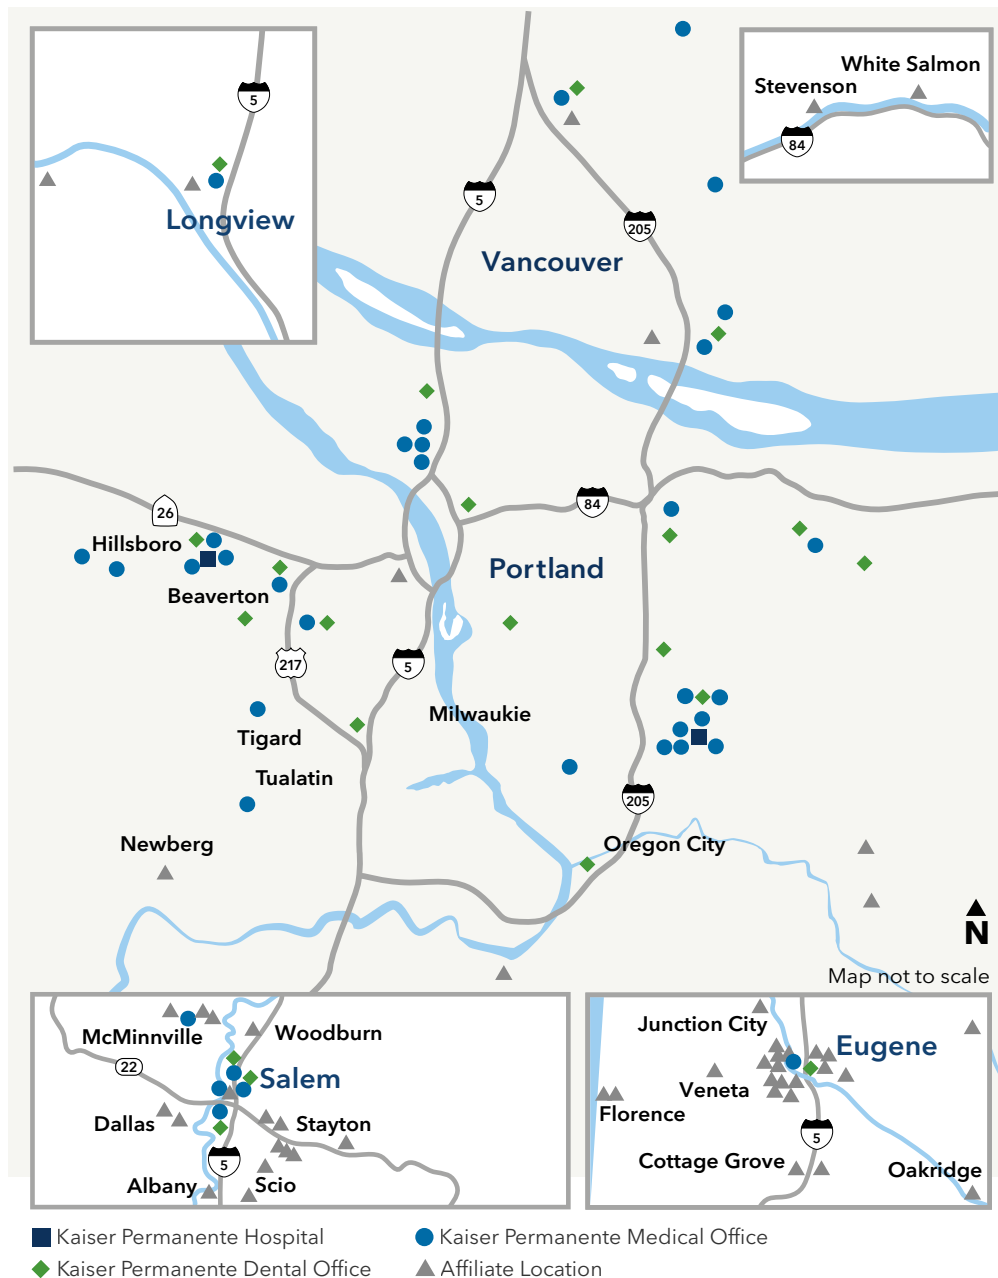 5
White Salmon
Stevenson
84
5
205
Longview
Vancouver
26
84
Hillsboro
Portland
Beaverton
217
5
Milwaukie
Tigard
Tualatin
205
Newberg
Oregon City
N
Map not to scale
McMinnville
Woodburn
22
Salem
Dallas
Stayton
5
Albany
Scio
Junction City
Eugene
Veneta
Florence
5
Cottage Grove
Oakridge
Kaiser Permanente Hospital
Kaiser Permanente Medical Office
Kaiser Permanente Dental Office
Affiliate Location